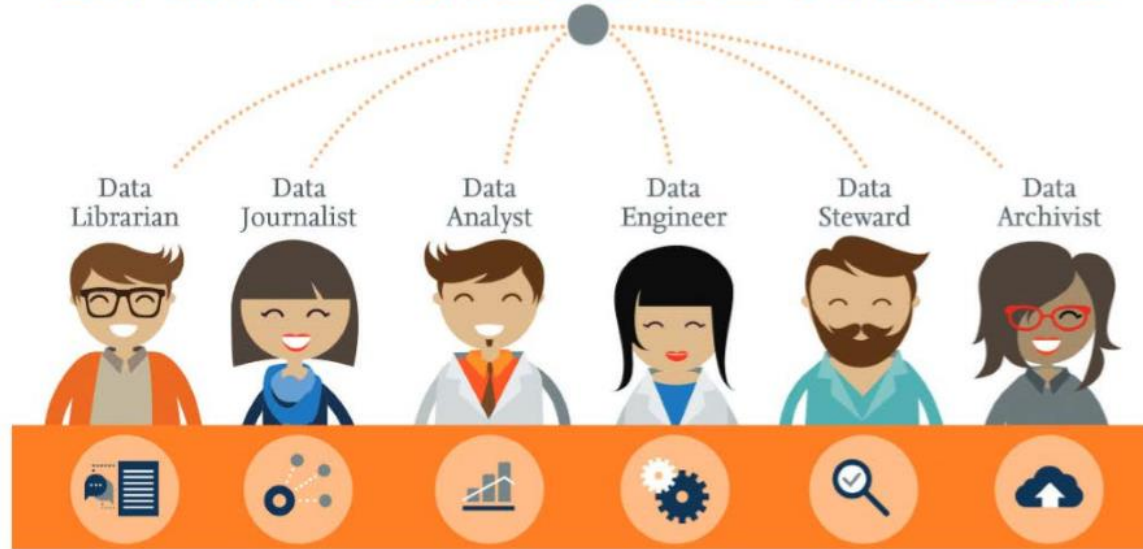 Data
Librarian
Data
Journalist
Data
Analyst
Data
Engineer
Data
Steward
Data
Archivist